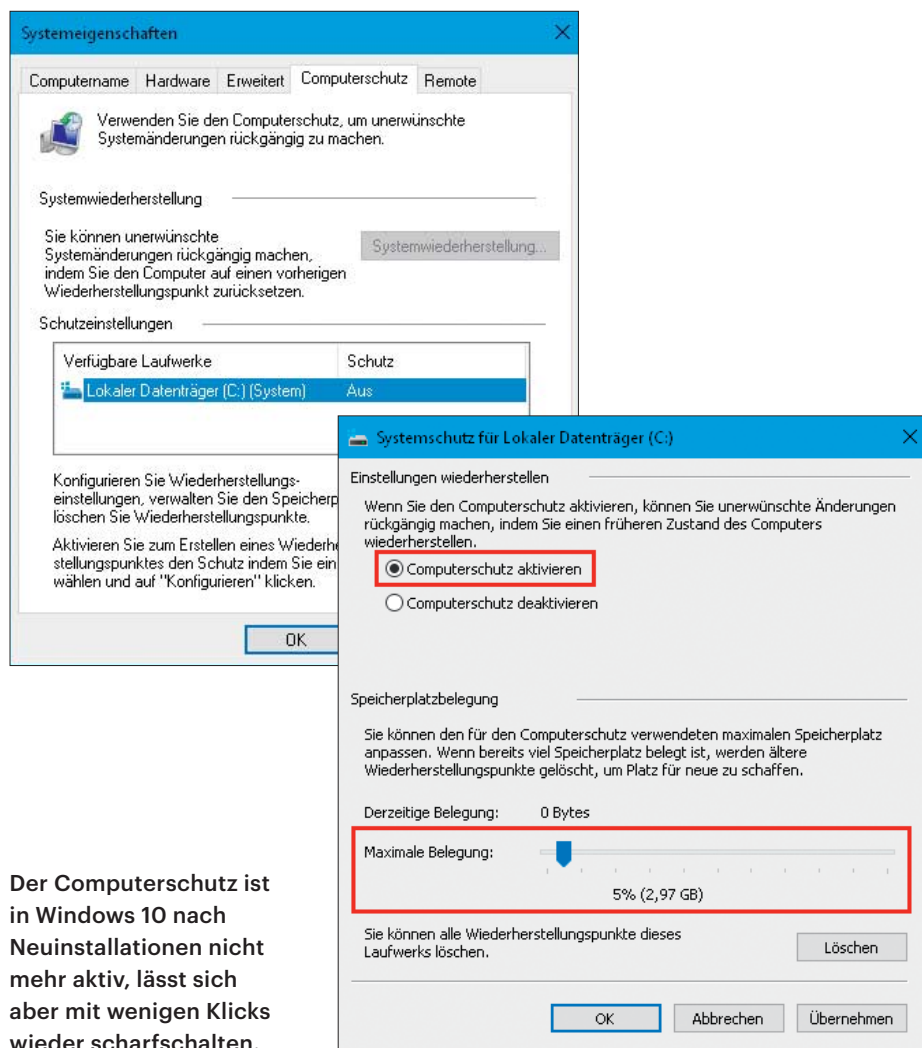 Systemeigenschaften
Computername Hardware Erweitert Computerschutz Remote
Verwenden Sie den Computerschutz, um unerwünschte
Systemänderungen rückgängig zu machen.
Systemwiederherstellung
Sie können unerwünschte
Systemänderungen rückgängig machen,
indem Sie den Computer auf einen vorherigen
Wiederherstellungspunkt zurücksetzen.
Systemwiederherstellung...
Schutzeinstellungen
Verfügbare Laufwerke Schutz
Lokaler Datenträger (C:) (System) Aus
Konfigurieren Sie Wiederherstellungs-
einstellungen, verwalten Sie den Speicherp
löschen Sie Wiederherstellungspunkte.
Aktivieren Sie zum Erstellen eines Wiederhe
stellungspunktes den Schutz indem Sie ein
wählen und auf "Konfigurieren" klicken.
OK
Systemschutz für Lokaler Datenträger (C:)
Einstellungen wiederherstellen
Wenn Sie den Computerschutz aktivieren, können Sie unerwünschte Änderungen
rückgängig machen, indem Sie einen früheren Zustand des Computers
wiederherstellen.
Computerschutz aktivieren
Computerschutz deaktivieren
Speicherplatzbelegung
Sie können den für den Computerschutz verwendeten maximalen Speicherplatz
anpassen. Wenn bereits viel Speicherplatz belegt ist, werden ältere
Wiederherstellungspunkte gelöscht, um Platz für neue zu schaffen.
Derzeitige Belegung: 0 Bytes
Maximale Belegung:
5% (2,97 GB)
Sie können alle Wiederherstellungspunkte dieses
Laufwerks löschen.
Löschen
OK Abbrechen Übernehmen
Der Computerschutz ist
in Windows 10 nach
Neuinstallationen nicht
mehr aktiv, lässt sich
aber mit wenigen Klicks
wieder scharfschalten.